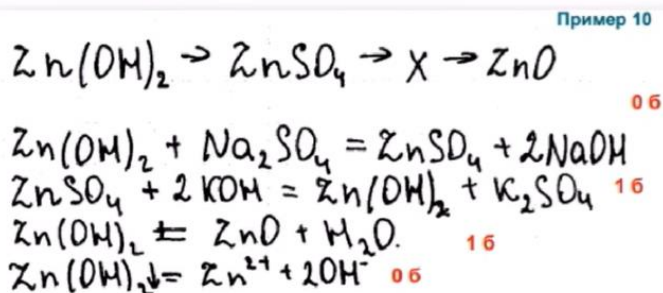 Пример 10
Zn(OH)₂ → ZnSO₄ → X → ZnO
0 б
Zn(OH)₂ + Na₂SO₄ = ZnSO₄ + 2NaOH
ZnSO₄ + 2KOH = Zn(OH)₂ + K₂SO₄ 1 б
Zn(OH)₂ = ZnO + H₂O. 1 б
Zn(OH)₂↓ = Zn²⁺ + 2OH⁻ 0 б